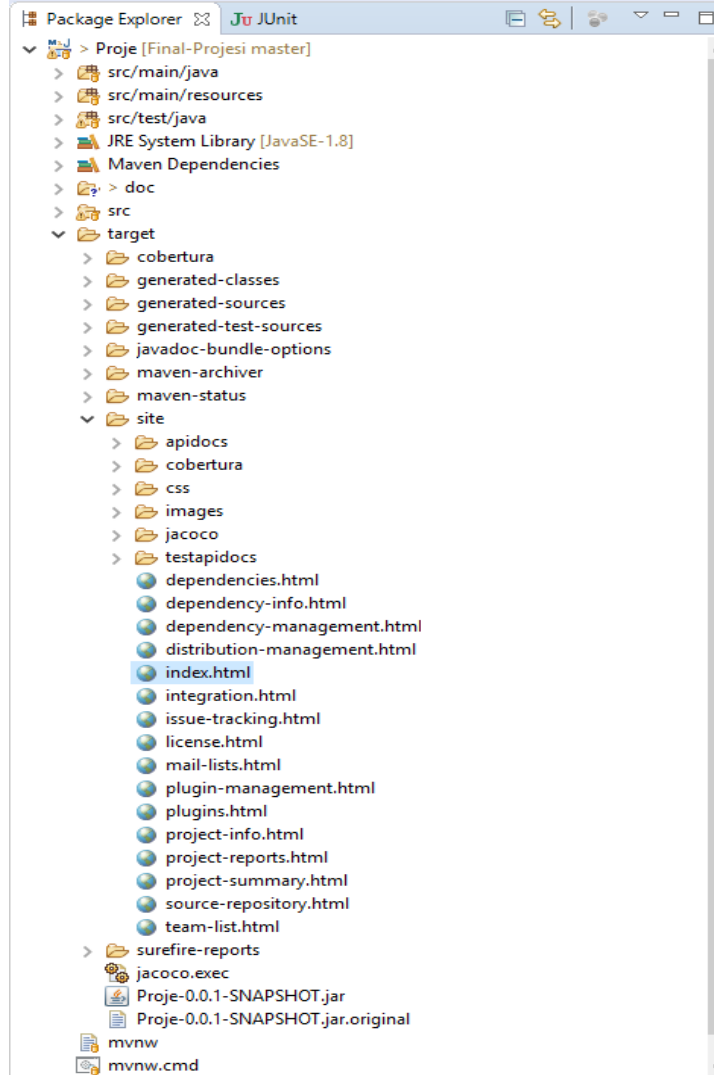 Package Explorer JUnit
> Proje [Final-Projesi master]
src/main/java
src/main/resources
src/test/java
JRE System Library [JavaSE-1.8]
Maven Dependencies
> doc
src
target
cobertura
generated-classes
generated-sources
generated-test-sources
javadoc-bundle-options
maven-archiver
maven-status
site
apidocs
cobertura
css
images
jacoco
testapidocs
dependencies.html
dependency-info.html
dependency-management.html
distribution-management.html
index.html
integration.html
issue-tracking.html
license.html
mail-lists.html
plugin-management.html
plugins.html
project-info.html
project-reports.html
project-summary.html
source-repository.html
team-list.html
surefire-reports
jacoco.exec
Proje-0.0.1-SNAPSHOT.jar
Proje-0.0.1-SNAPSHOT.jar.original
mvnw
mvnw.cmd